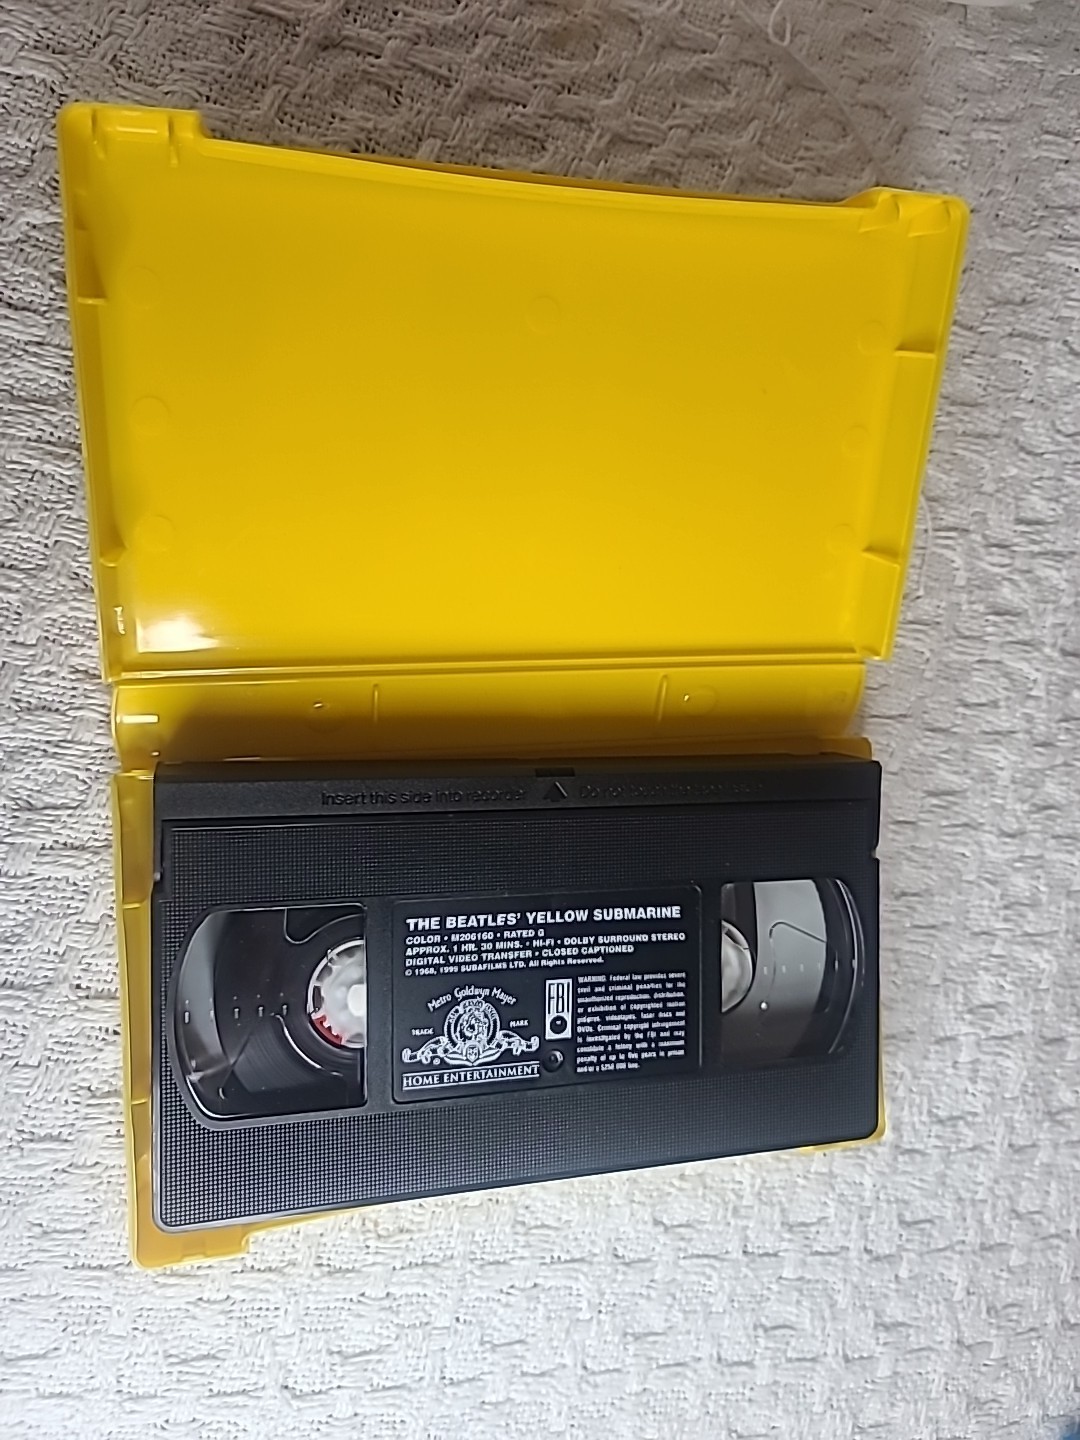 Insert this side into recorder
THE BEATLES' YELLOW SUBMARINE
COLOR • M206160 • RATED G
APPROX. 1 HR. 30 MINS. • HI-FI • DOLBY SURROUND STEREO
DIGITAL VIDEO TRANSFER • CLOSED CAPTIONED
© 1968, 1999 SUBAFILMS LTD. All Rights Reserved.
Metro Goldwyn Mayer
TRADE MARK
HOME ENTERTAINMENT
FBI
WARNING: Federal law provides severe
civil and criminal penalties for the
unauthorized reproduction, distribution,
or exhibition of copyrighted motion
pictures, videotapes, laser discs and
DVDs. Criminal copyright infringement
is investigated by the FBI and may
constitute a felony with a maximum
penalty of up to five years in prison
and/or a $250,000 fine.